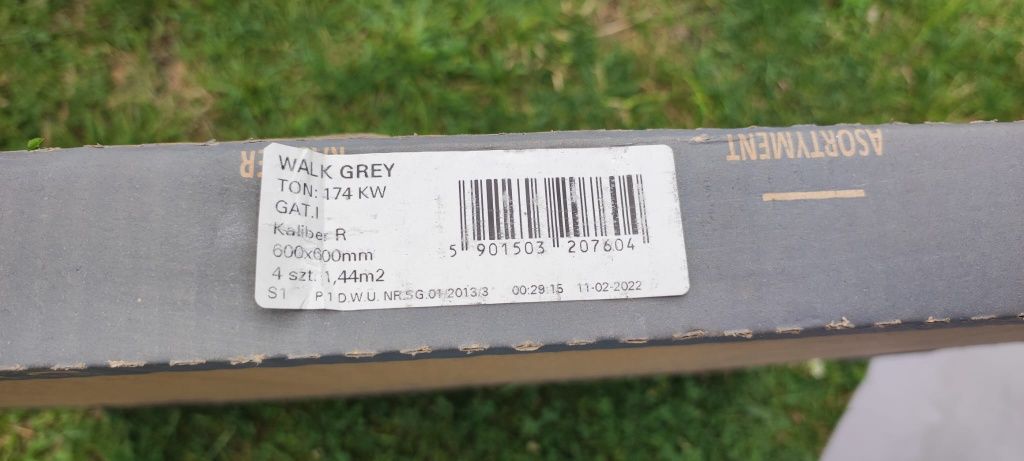 WALK GREY
TON: 174 KW
GAT.I
Kaliber R
600x600mm
4 szt. 1,44m2
S1 P1 D.W.U. NR.SG.01/2013/3 00:29:15 11-02-2022
5 901503 207604
ASORTYMENT